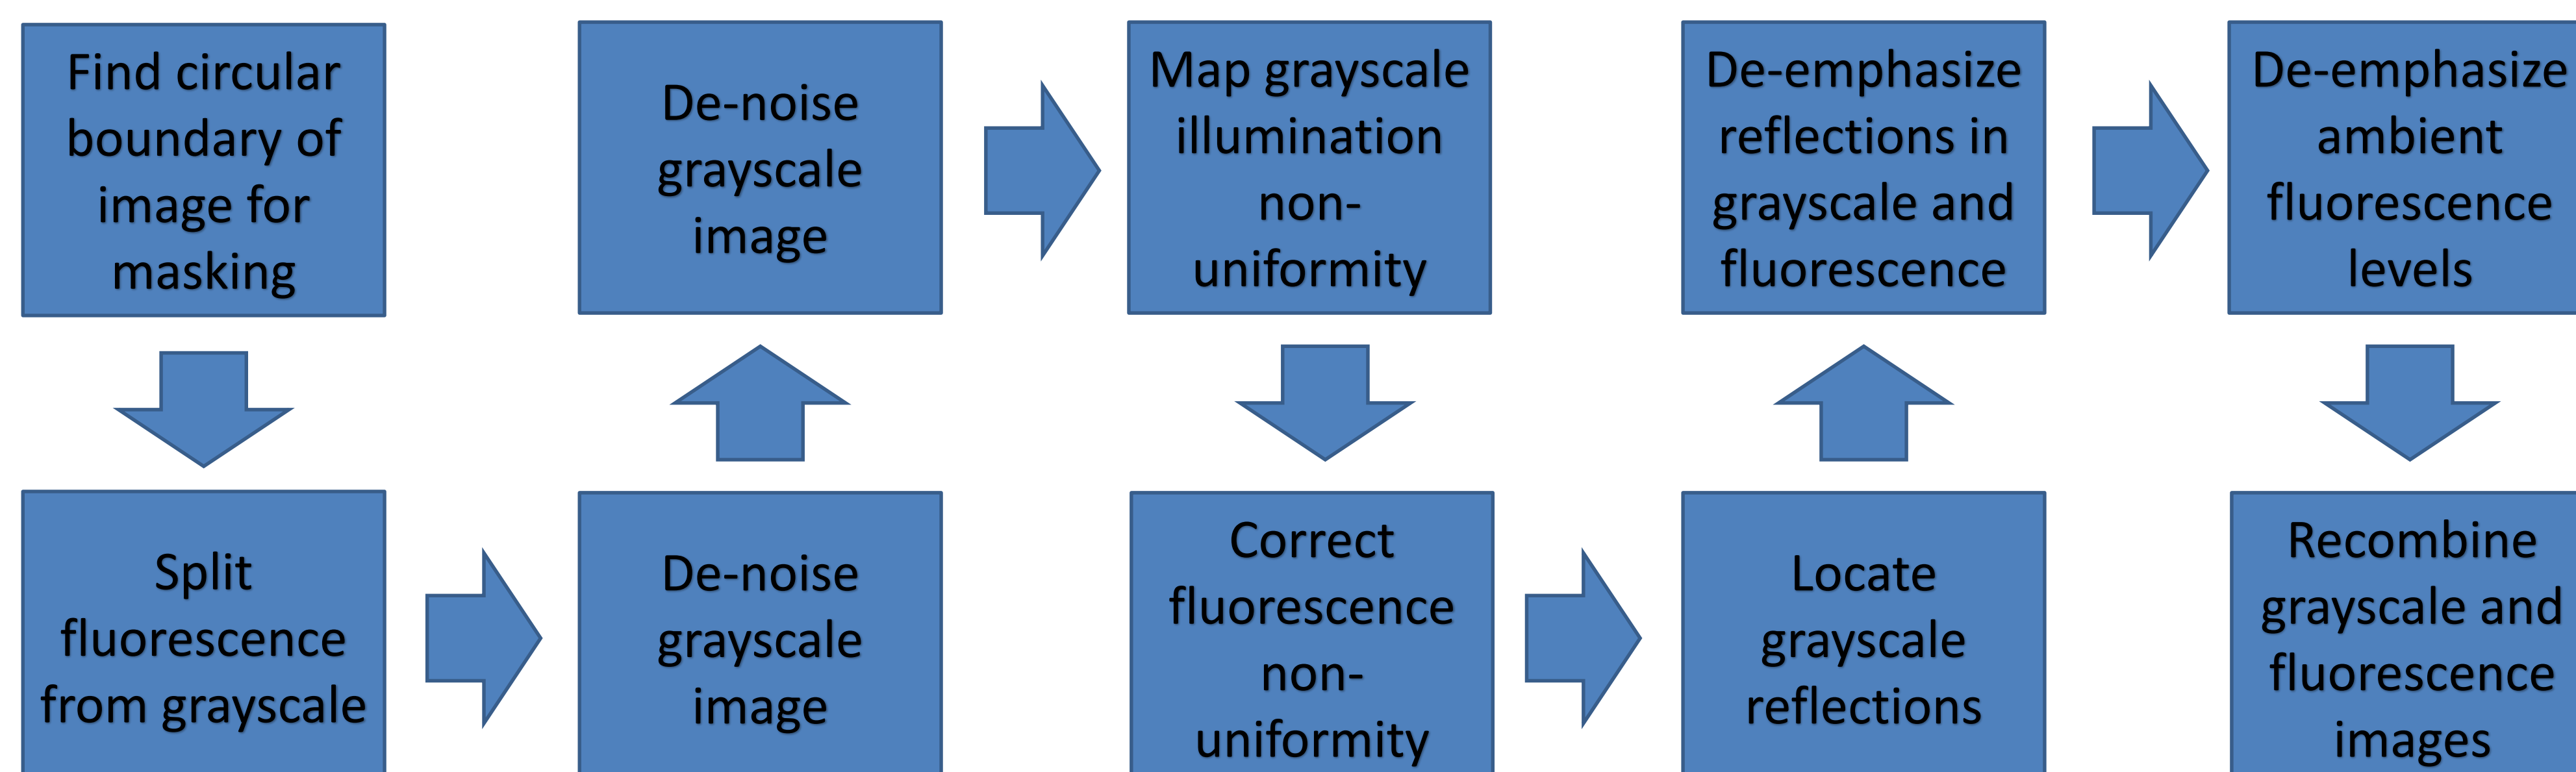 Find circular
boundary of
image for
masking
Split
fluorescence
from grayscale
De-noise
grayscale
image
De-noise
grayscale
image
Map grayscale
illumination
non-
uniformity
Correct
fluorescence
non-
uniformity
Locate
grayscale
reflections
De-emphasize
reflections in
grayscale and
fluorescence
De-emphasize
ambient
fluorescence
levels
Recombine
grayscale and
fluorescence
images